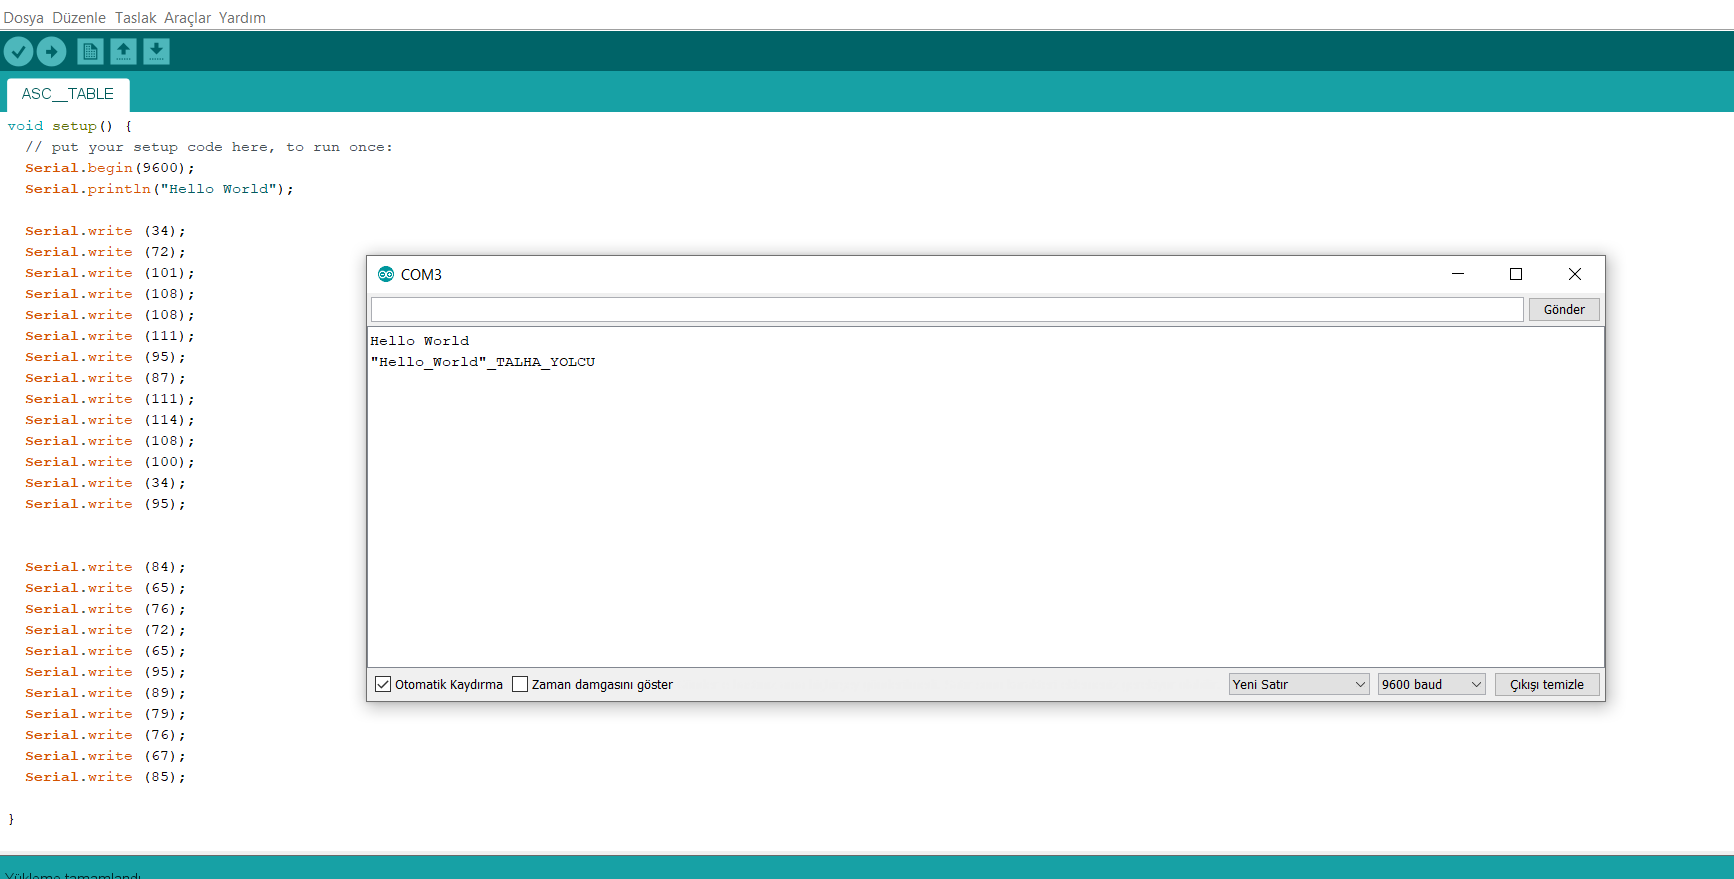 Dosya Düzenle Taslak Araçlar Yardım
ASC__TABLE
void setup() {
// put your setup code here, to run once:
Serial.begin(9600);
Serial.println("Hello World");
Serial.write (34);
Serial.write (72);
Serial.write (101);
Serial.write (108);
Serial.write (108);
Serial.write (111);
Serial.write (95);
Serial.write (87);
Serial.write (111);
Serial.write (114);
Serial.write (108);
Serial.write (100);
Serial.write (34);
Serial.write (95);
Serial.write (84);
Serial.write (65);
Serial.write (76);
Serial.write (72);
Serial.write (65);
Serial.write (95);
Serial.write (89);
Serial.write (79);
Serial.write (76);
Serial.write (67);
Serial.write (85);
}
COM3
Gönder
Hello World
"Hello_World"_TALHA_YOLCU
Otomatik Kaydırma Zaman damgasını göster
Yeni Satır
9600 baud
Çıkışı temizle
Yükleme tamamlandı